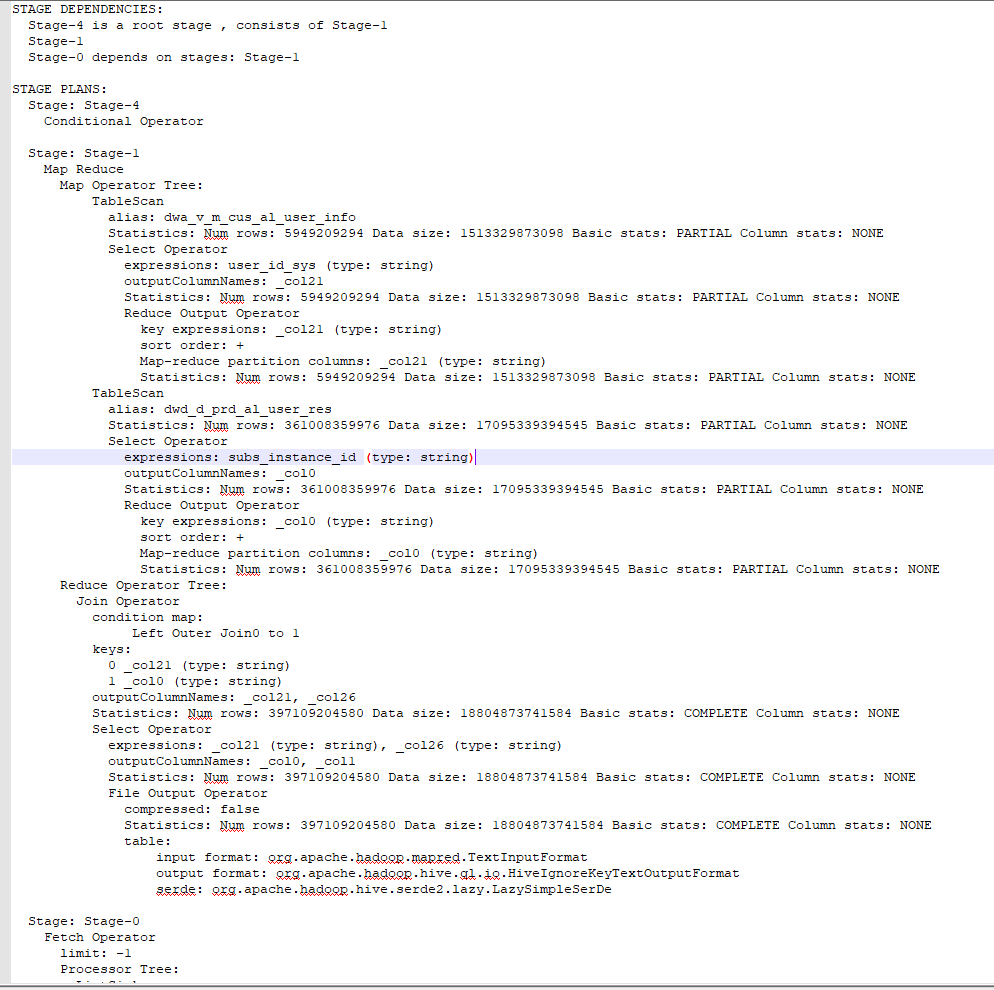 STAGE DEPENDENCIES:
  Stage-4 is a root stage , consists of Stage-1
  Stage-1
  Stage-0 depends on stages: Stage-1

STAGE PLANS:
  Stage: Stage-4
    Conditional Operator

  Stage: Stage-1
    Map Reduce
      Map Operator Tree:
          TableScan
            alias: dwa_v_m_cus_al_user_info
            Statistics: Num rows: 5949209294 Data size: 1513329873098 Basic stats: PARTIAL Column stats: NONE
            Select Operator
              expressions: user_id_sys (type: string)
              outputColumnNames: _col21
              Statistics: Num rows: 5949209294 Data size: 1513329873098 Basic stats: PARTIAL Column stats: NONE
              Reduce Output Operator
                key expressions: _col21 (type: string)
                sort order: +
                Map-reduce partition columns: _col21 (type: string)
                Statistics: Num rows: 5949209294 Data size: 1513329873098 Basic stats: PARTIAL Column stats: NONE
          TableScan
            alias: dwd_d_prd_al_user_res
            Statistics: Num rows: 361008359976 Data size: 17095339394545 Basic stats: PARTIAL Column stats: NONE
            Select Operator
              expressions: subs_instance_id (type: string)
              outputColumnNames: _col0
              Statistics: Num rows: 361008359976 Data size: 17095339394545 Basic stats: PARTIAL Column stats: NONE
              Reduce Output Operator
                key expressions: _col0 (type: string)
                sort order: +
                Map-reduce partition columns: _col0 (type: string)
                Statistics: Num rows: 361008359976 Data size: 17095339394545 Basic stats: PARTIAL Column stats: NONE
      Reduce Operator Tree:
        Join Operator
          condition map:
               Left Outer Join0 to 1
          keys:
            0 _col21 (type: string)
            1 _col0 (type: string)
          outputColumnNames: _col21, _col26
          Statistics: Num rows: 397109204580 Data size: 18804873741584 Basic stats: COMPLETE Column stats: NONE
          Select Operator
            expressions: _col21 (type: string), _col26 (type: string)
            outputColumnNames: _col0, _col1
            Statistics: Num rows: 397109204580 Data size: 18804873741584 Basic stats: COMPLETE Column stats: NONE
            File Output Operator
              compressed: false
              Statistics: Num rows: 397109204580 Data size: 18804873741584 Basic stats: COMPLETE Column stats: NONE
              table:
                  input format: org.apache.hadoop.mapred.TextInputFormat
                  output format: org.apache.hadoop.hive.ql.io.HiveIgnoreKeyTextOutputFormat
                  serde: org.apache.hadoop.hive.serde2.lazy.LazySimpleSerDe

  Stage: Stage-0
    Fetch Operator
      limit: -1
      Processor Tree: